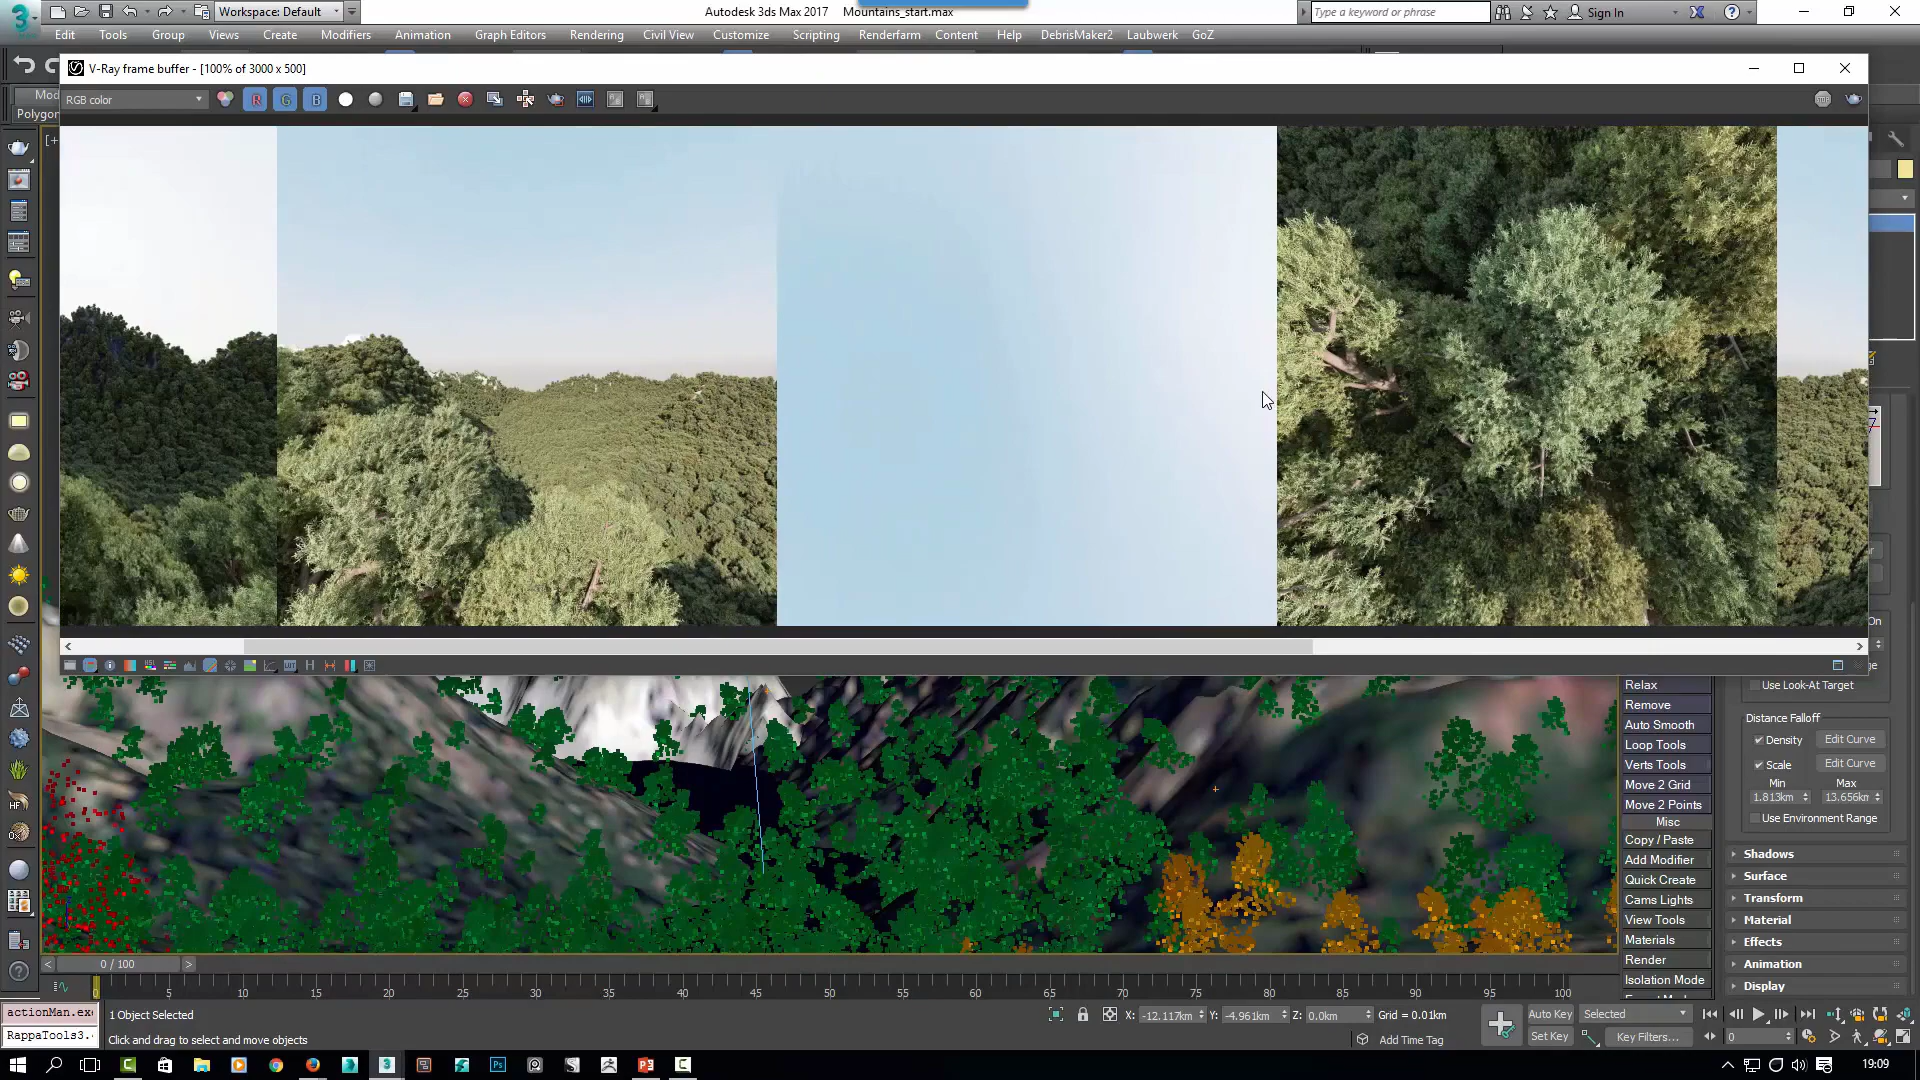 Workspace: Default
Autodesk 3ds Max 2017    Mountains_start.max
Type a keyword or phrase
Sign In
Edit Tools Group Views Create Modifiers Animation Graph Editors Rendering Civil View Customize Scripting Renderfarm Content Help DebrisMaker2 Laubwerk GoZ
V-Ray frame buffer - [100% of 3000 x 500]
Mo
RGB color
R G B
Polygon
[+
On
ge
Relax
Use Look-At Target
Remove
Distance Falloff
Auto Smooth
Density Edit Curve
Loop Tools
Verts Tools
Scale Edit Curve
Move 2 Grid
Min Max
1.813km 13.656km
Move 2 Points
Use Environment Range
Misc
Copy / Paste
Shadows
Add Modifier
Surface
Quick Create
Transform
Cams Lights
Material
View Tools
Effects
Materials
Animation
Render
Display
Isolation Mode
HF
< 0 / 100 >
0 5 10 15 20 25 30 35 40 45 50 55 60 65 70 75 80 85 90 95 100
actionMan.exe
1 Object Selected
X: -12.117km Y: -4.961km Z: 0.0km Grid = 0.01km
Auto Key Selected
RappaTools3.
Click and drag to select and move objects
Add Time Tag
Set Key Key Filters...
0
19:09